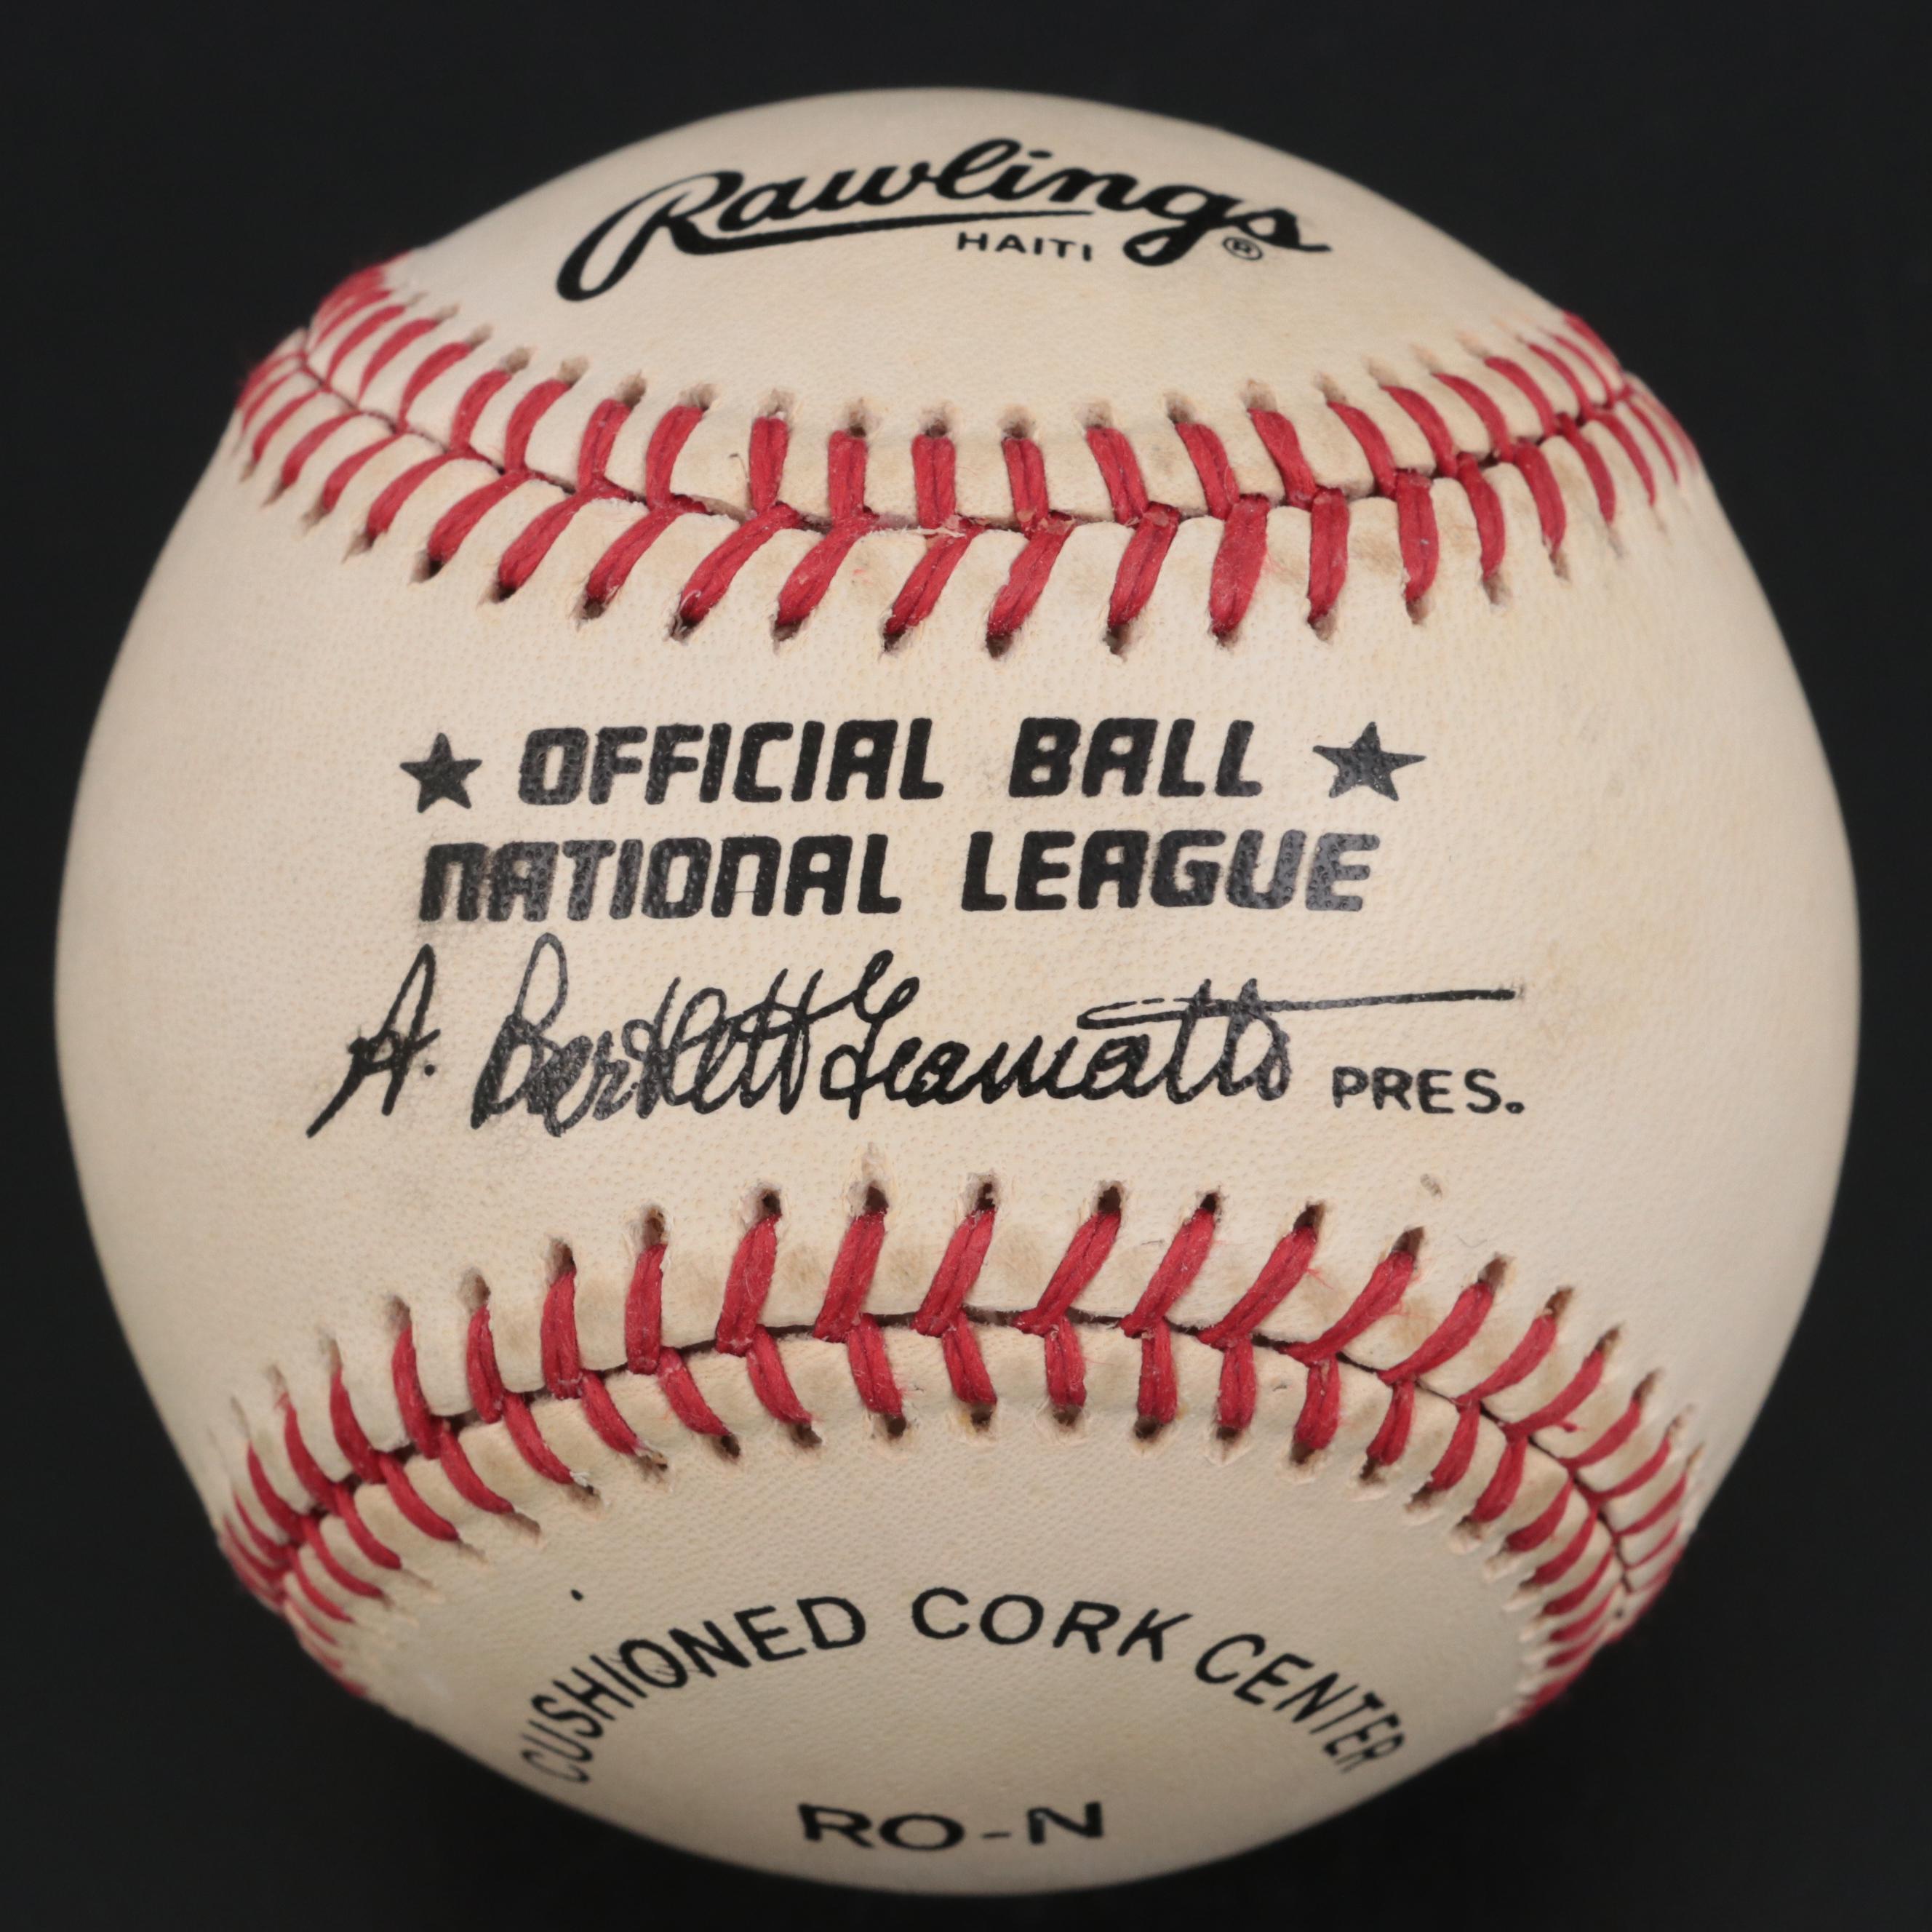 Rawlings®
HAITI
★ OFFICIAL BALL ★
NATIONAL LEAGUE
A. Bartlett Giamatti PRES.
CUSHIONED CORK CENTER
RO-N